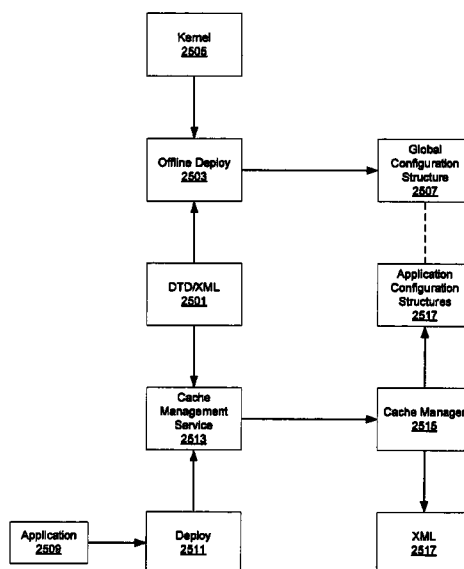 Kernel
2505
Offline Deploy
2503
Global
Configuration
Structure
2507
DTD/XML
2501
Application
Configuration
Structures
2517
Cache
Management
Service
2513
Cache Manager
2515
Application
2509
Deploy
2511
XML
2517